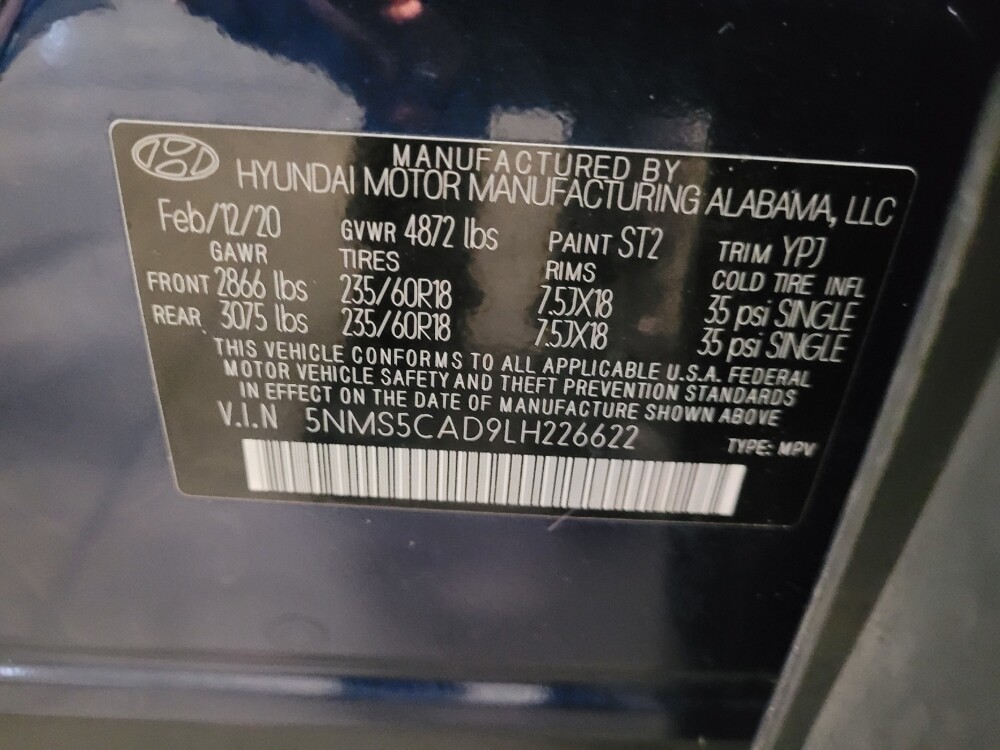 MANUFACTURED BY
HYUNDAI MOTOR MANUFACTURING ALABAMA, LLC
Feb/12/20 GVWR 4872 lbs PAINT ST2 TRIM YPJ
GAWR TIRES RIMS COLD TIRE INFL
FRONT 2866 lbs 235/60R18 7.5JX18 35 psi SINGLE
REAR 3075 lbs 235/60R18 7.5JX18 35 psi SINGLE
THIS VEHICLE CONFORMS TO ALL APPLICABLE U.S.A. FEDERAL
MOTOR VEHICLE SAFETY AND THEFT PREVENTION STANDARDS
IN EFFECT ON THE DATE OF MANUFACTURE SHOWN ABOVE
V.I.N 5NMS5CAD9LH226622 TYPE: MPV